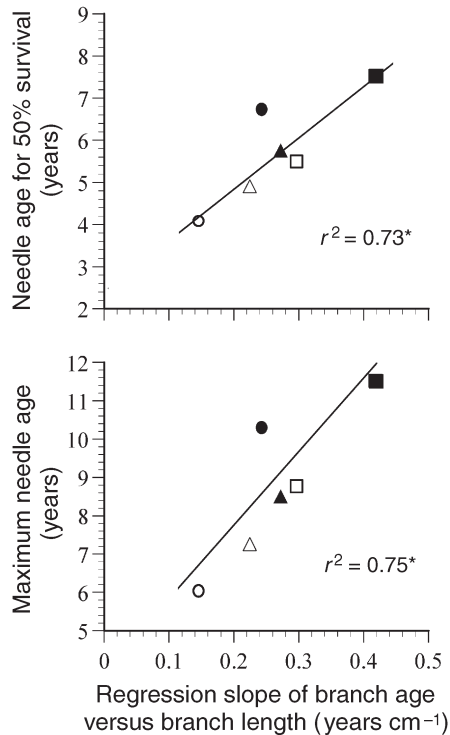 Needle age for 50% survival
(years)
9
8
7
6
5
4
3
2
r² = 0.73*
Maximum needle age
(years)
12
11
10
9
8
7
6
5
r² = 0.75*
0 0.1 0.2 0.3 0.4 0.5
Regression slope of branch age
versus branch length (years cm⁻¹)